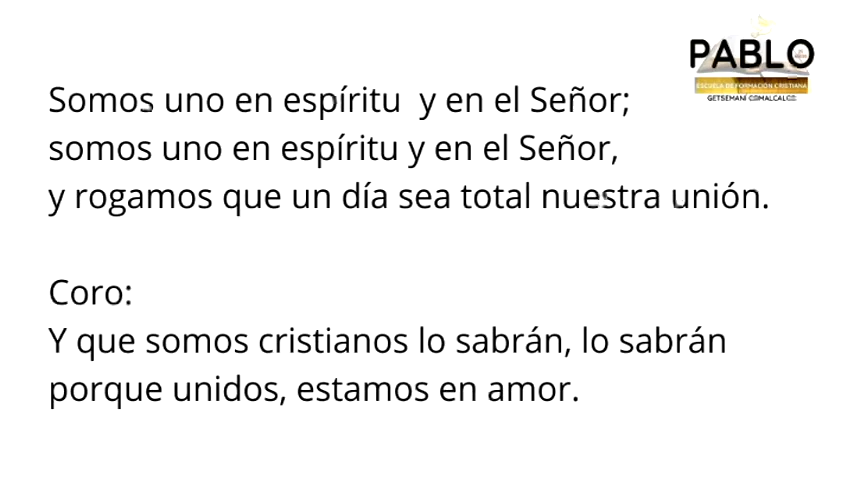 PABLO
ESCUELA DE FORMACIÓN CRISTIANA
GETSEMANÍ COMALCALCO
Somos uno en espíritu  y en el Señor;
somos uno en espíritu y en el Señor,
y rogamos que un día sea total nuestra unión.
Coro:
Y que somos cristianos lo sabrán, lo sabrán
porque unidos, estamos en amor.